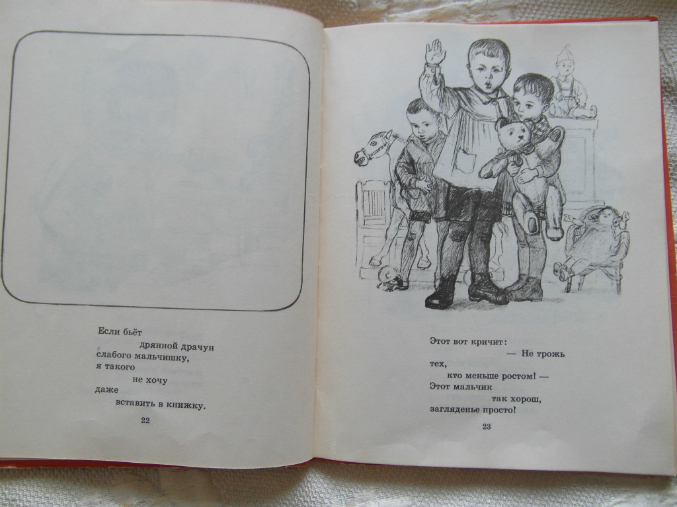 Если бьёт
дрянной драчун
слабого мальчишку,
я такого
не хочу
даже
вставить в книжку.
22
Этот вот кричит:
— Не трожь
тех,
кто меньше ростом! —
Этот мальчик
так хорош,
загляденье просто!
23